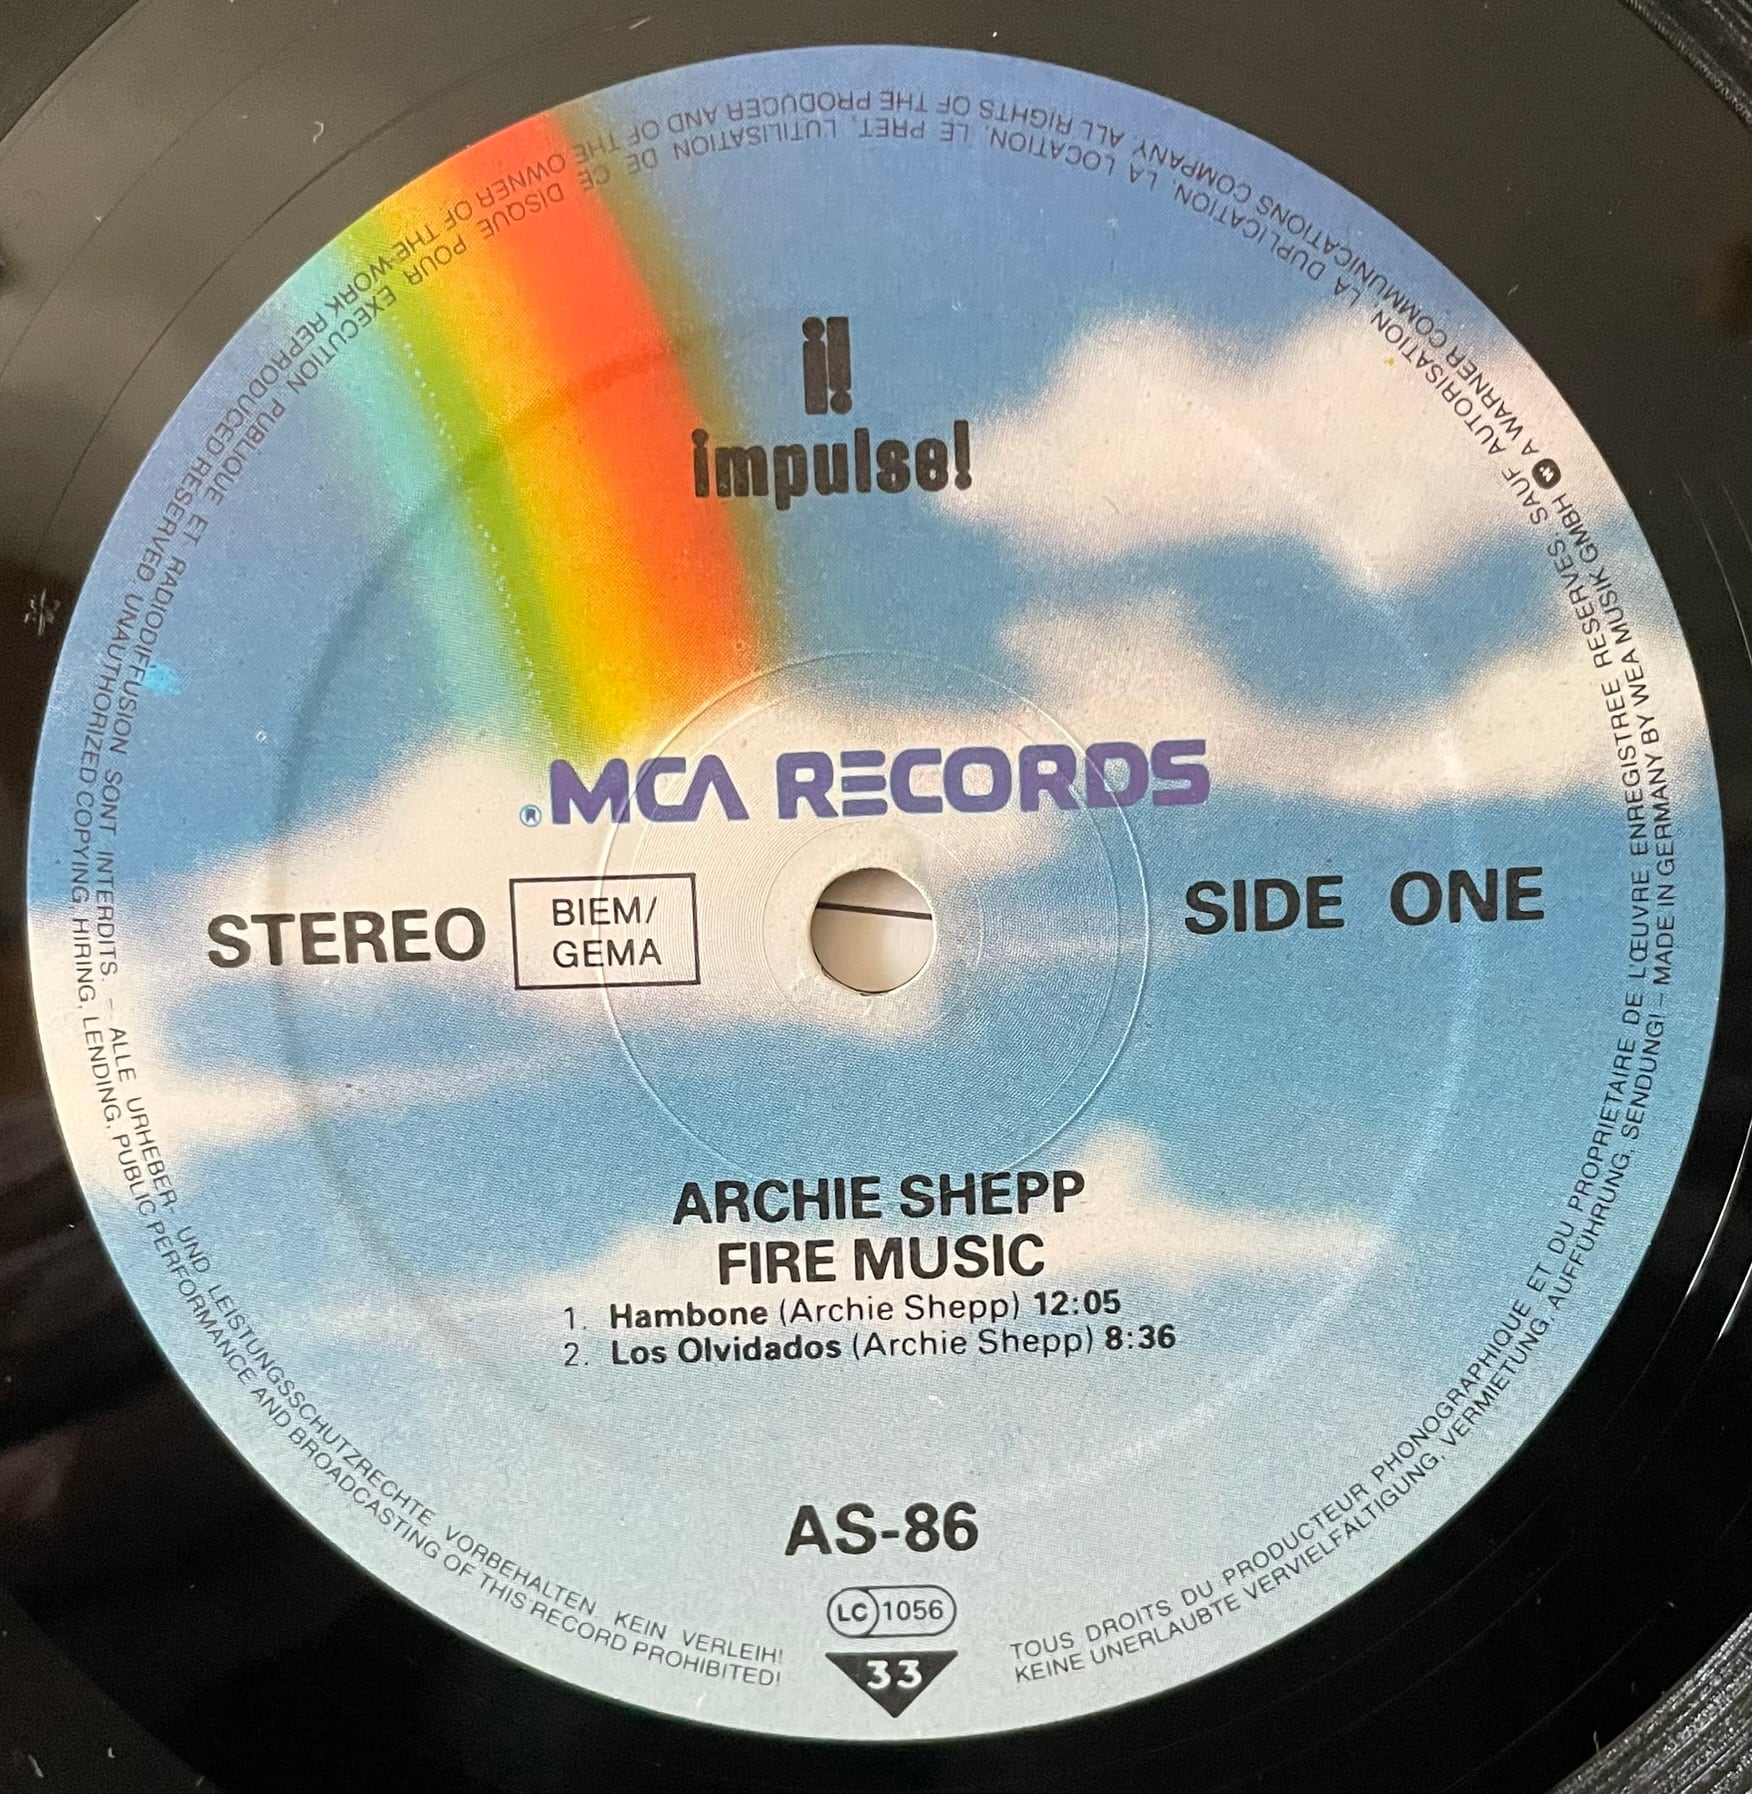 i!
impulse!
® MCA RECORDS
STEREO
BIEM/
GEMA
SIDE ONE
ARCHIE SHEPP
FIRE MUSIC
1. Hambone (Archie Shepp) 12:05
2. Los Olvidados (Archie Shepp) 8:36
AS-86
LC 1056
33
TOUS DROITS DU PRODUCTEUR PHONOGRAPHIQUE ET DU PROPRIETAIRE DE L'ŒUVRE ENREGISTREE RESERVES. SAUF AUTORISATION, LA DUPLICATION, LA LOCATION, LE PRET, L'UTILISATION DE CE DISQUE POUR EXECUTION PUBLIQUE ET RADIODIFFUSION SONT INTERDITS. – ALLE URHEBER- UND LEISTUNGSSCHUTZRECHTE VORBEHALTEN KEIN VERLEIH!
KEINE UNERLAUBTE VERVIELFÄLTIGUNG, VERMIETUNG, AUFFÜHRUNG, SENDUNG! – MADE IN GERMANY BY WEA MUSIK GMBH W A WARNER COMMUNICATIONS COMPANY. ALL RIGHTS OF THE PRODUCER AND OF THE OWNER OF THE WORK REPRODUCED RESERVED. UNAUTHORIZED COPYING, HIRING, LENDING, PUBLIC PERFORMANCE AND BROADCASTING OF THIS RECORD PROHIBITED!